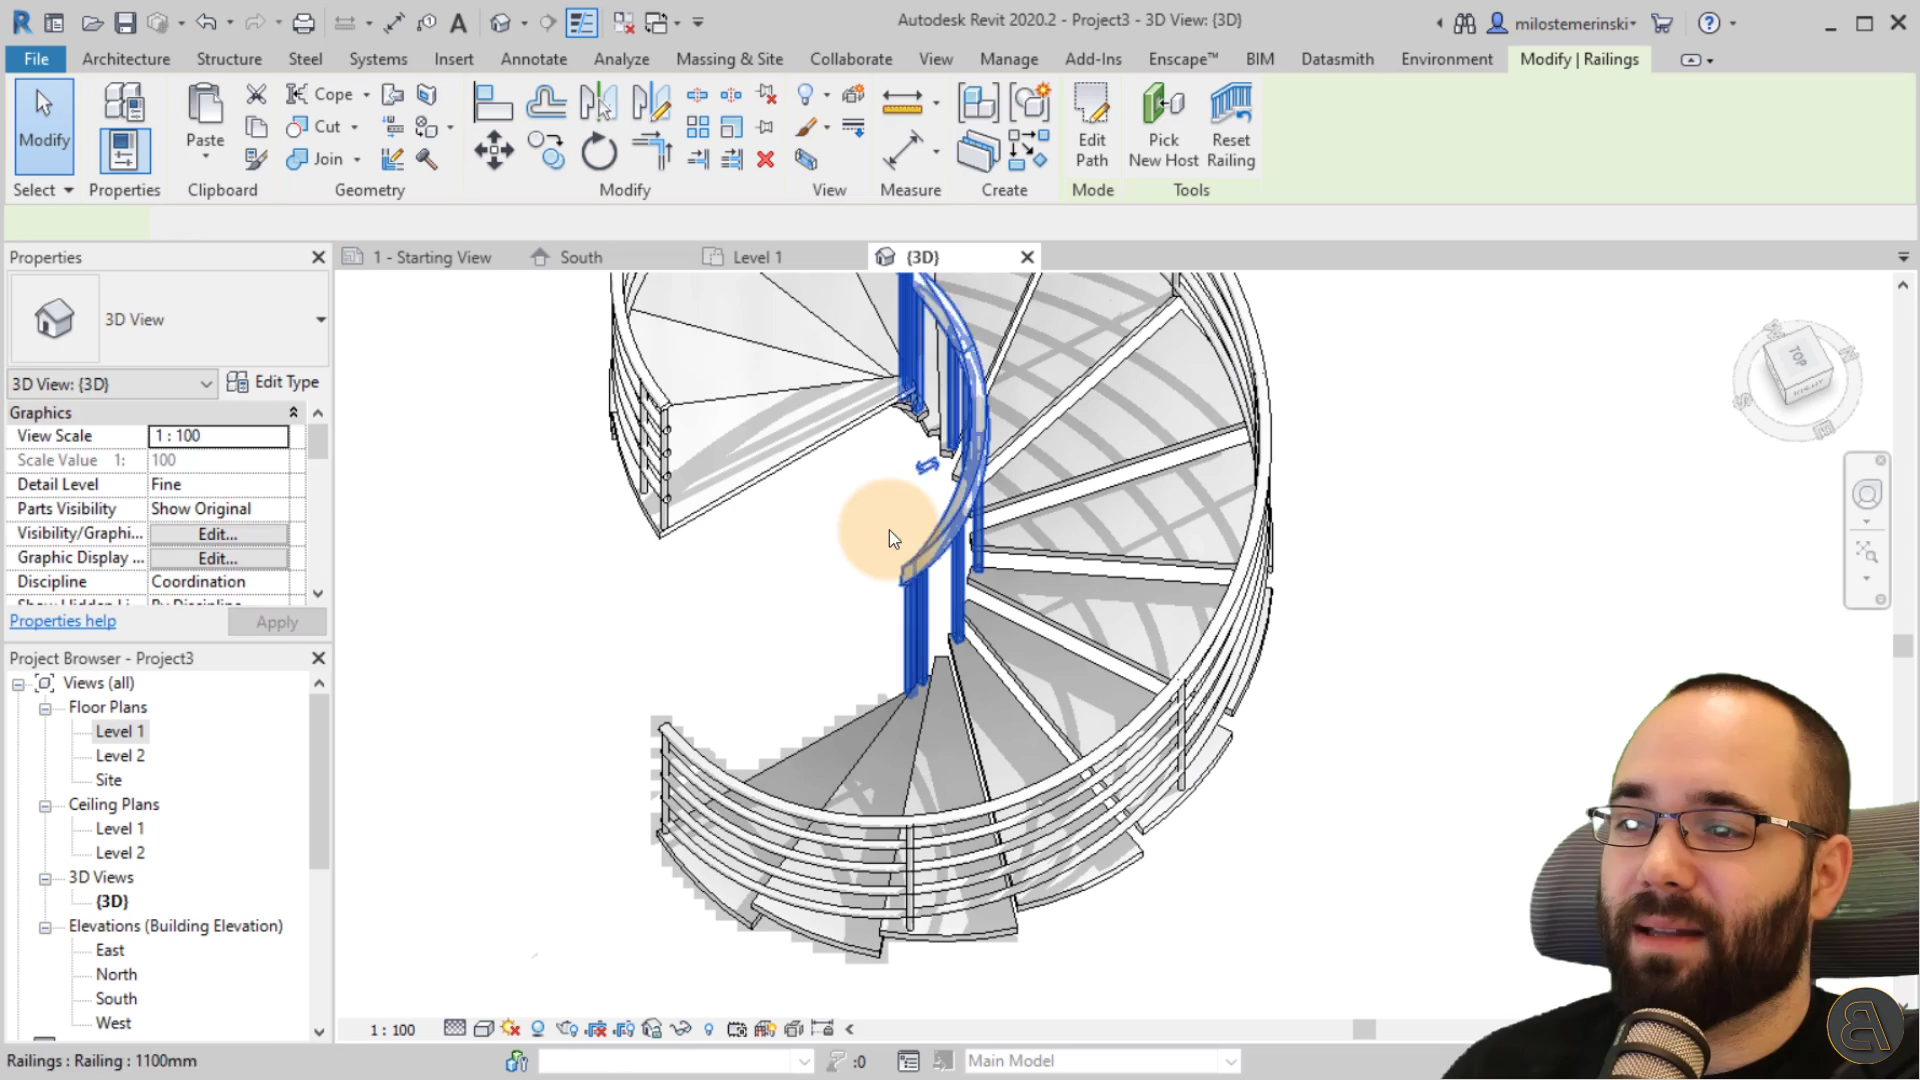 Autodesk Revit 2020.2 - Project3 - 3D View: {3D}
milostemerinski
File Architecture Structure Steel Systems Insert Annotate Analyze Massing & Site Collaborate View Manage Add-Ins Enscape™ BIM Datasmith Environment Modify | Railings
Cope
Cut
Join
Modify
Paste
Edit Path
Pick New Host
Reset Railing
Select Properties Clipboard Geometry Modify View Measure Create Mode Tools
Properties
1 - Starting View South Level 1 {3D}
3D View
3D View: {3D} Edit Type
Graphics
View Scale 1 : 100
Scale Value 1: 100
Detail Level Fine
Parts Visibility Show Original
Visibility/Graphi... Edit...
Graphic Display ... Edit...
Discipline Coordination
Properties help Apply
TOP
Project Browser - Project3
Views (all)
Floor Plans
Level 1
Level 2
Site
Ceiling Plans
Level 1
Level 2
3D Views
{3D}
Elevations (Building Elevation)
East
North
South
West
1 : 100
Railings : Railing : 1100mm :0 Main Model